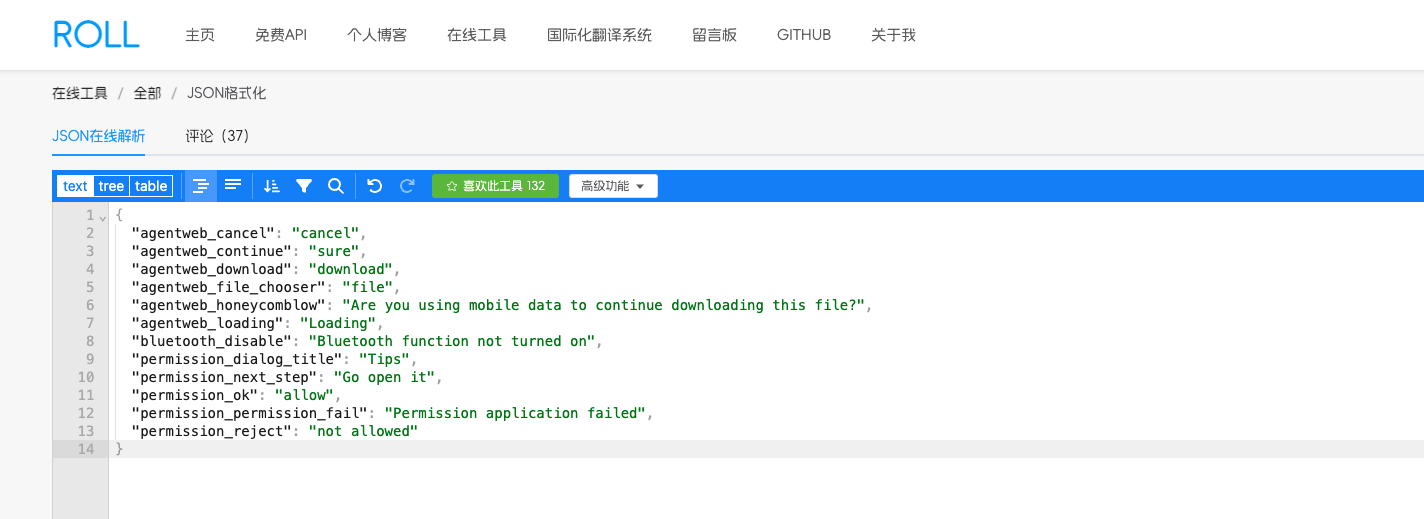 ROLL 主页 免费API 个人博客 在线工具 国际化翻译系统 留言板 GITHUB 关于我
在线工具 / 全部 / JSON格式化
JSON在线解析 评论（37）
text tree table 喜欢此工具 132 高级功能
1 {
2 "agentweb_cancel": "cancel",
3 "agentweb_continue": "sure",
4 "agentweb_download": "download",
5 "agentweb_file_chooser": "file",
6 "agentweb_honeycomblow": "Are you using mobile data to continue downloading this file?",
7 "agentweb_loading": "Loading",
8 "bluetooth_disable": "Bluetooth function not turned on",
9 "permission_dialog_title": "Tips",
10 "permission_next_step": "Go open it",
11 "permission_ok": "allow",
12 "permission_permission_fail": "Permission application failed",
13 "permission_reject": "not allowed"
14 }